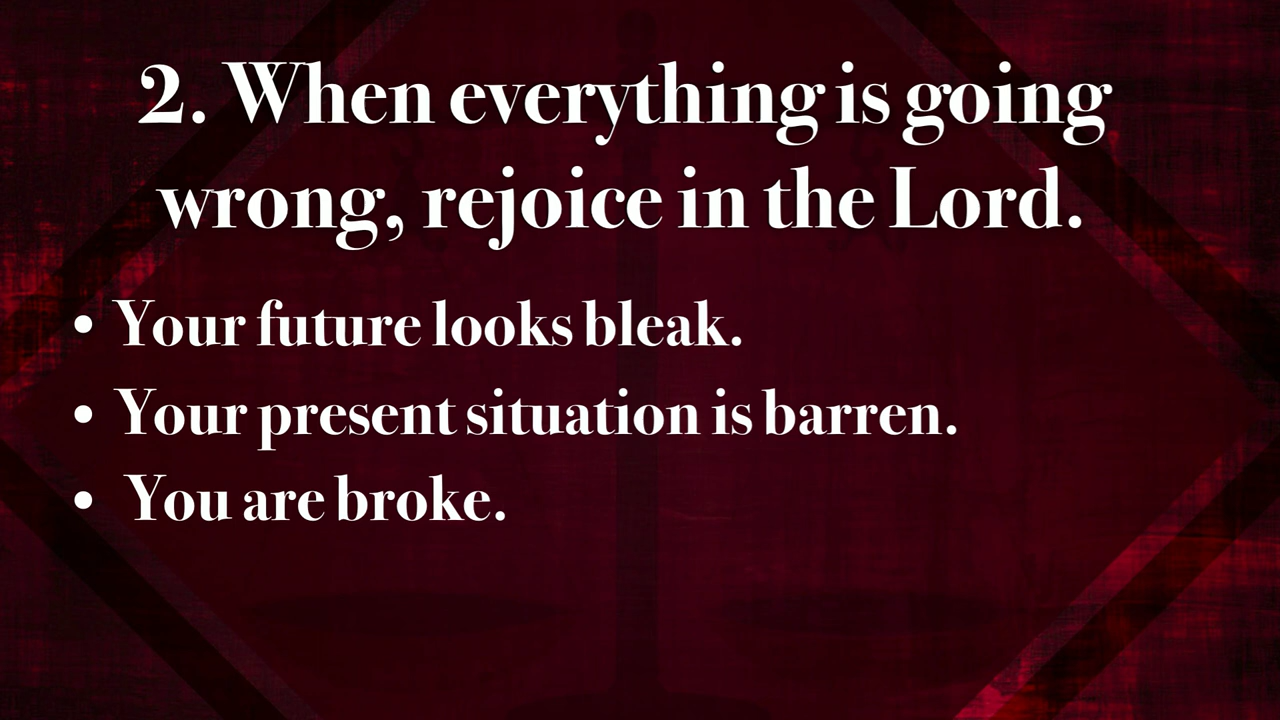 2. When everything is going
wrong, rejoice in the Lord.
• Your future looks bleak.
• Your present situation is barren.
• You are broke.